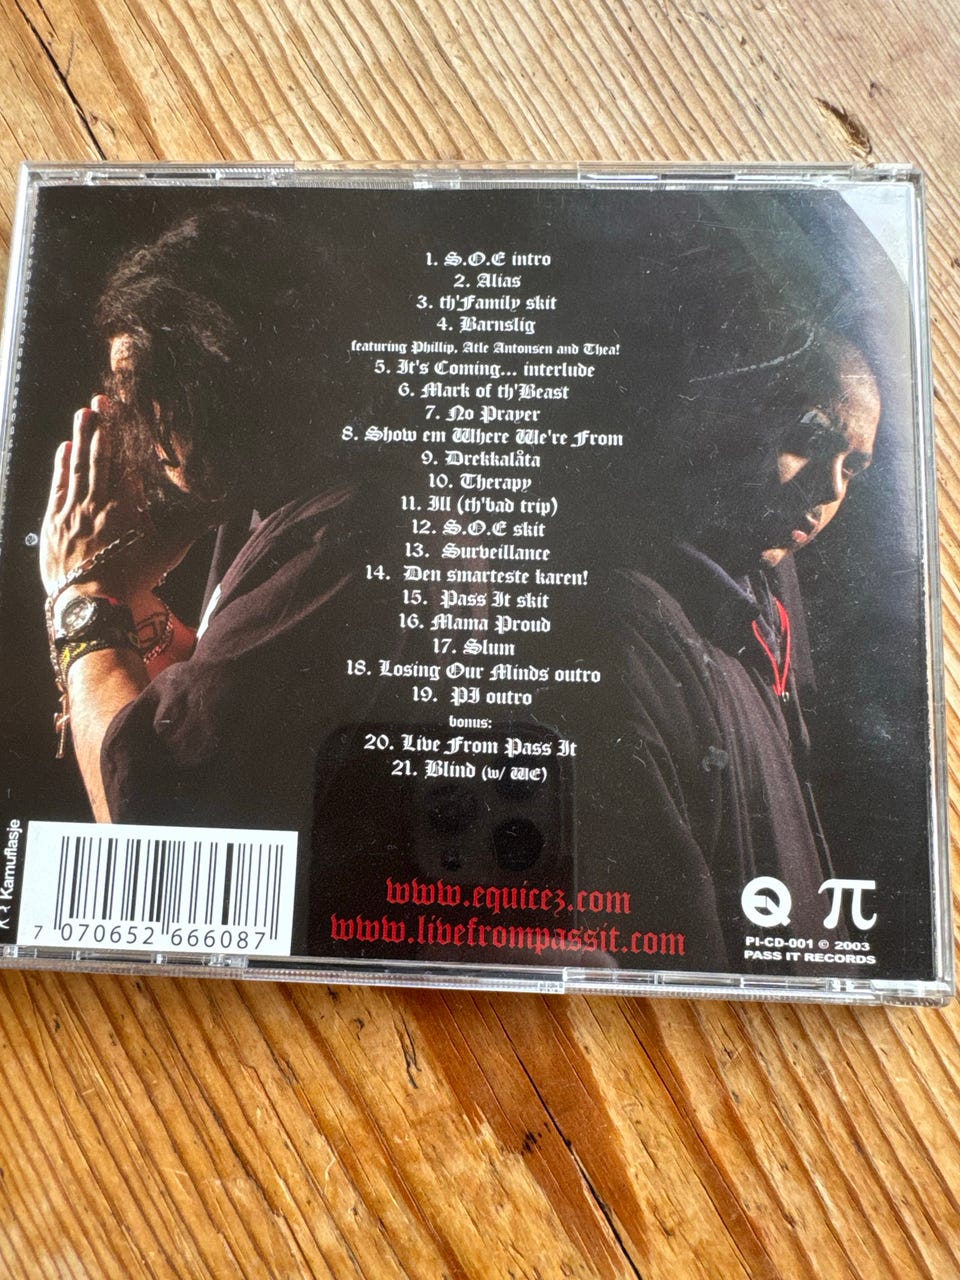 1. S.O.E intro
2. Alias
3. th'Family skit
4. Barnslig
featuring Phillip, Atle Antonsen and Thea!
5. It's Coming... interlude
6. Mark of th'Beast
7. No Prayer
8. Show em Where We're From
9. Drekkalåta
10. Therapy
11. Ill (th'bad trip)
12. S.O.E skit
13. Surveillance
14. Den smarteste karen!
15. Pass It skit
16. Mama Proud
17. Slum
18. Losing Our Minds outro
19. PI outro
bonus:
20. Live From Pass It
21. Blind (w/ WE)
www.equicez.com
www.livefrompassit.com
Kamuflasje
7 070652 666087
Q π
PI-CD-001 © 2003
PASS IT RECORDS